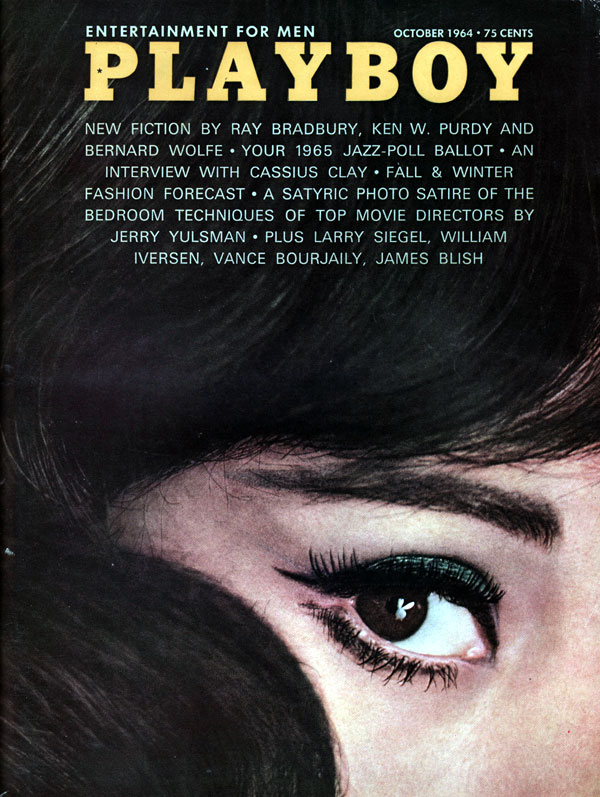 ENTERTAINMENT FOR MEN
OCTOBER 1964 • 75 CENTS
PLAYBOY
NEW FICTION BY RAY BRADBURY, KEN W. PURDY AND
BERNARD WOLFE • YOUR 1965 JAZZ-POLL BALLOT • AN
INTERVIEW WITH CASSIUS CLAY • FALL & WINTER
FASHION FORECAST • A SATYRIC PHOTO SATIRE OF THE
BEDROOM TECHNIQUES OF TOP MOVIE DIRECTORS BY
JERRY YULSMAN • PLUS LARRY SIEGEL, WILLIAM
IVERSEN, VANCE BOURJAILY, JAMES BLISH